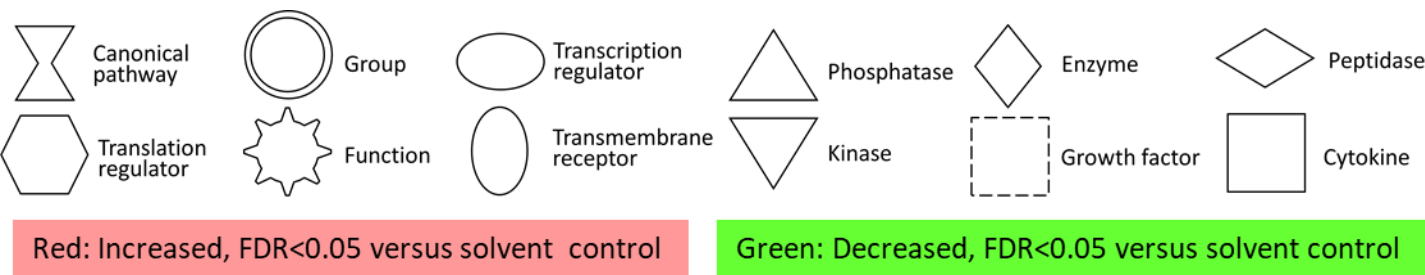 Canonical
pathway
Group
Transcription
regulator
Phosphatase
Enzyme
Peptidase
Translation
regulator
Function
Transmembrane
receptor
Kinase
Growth factor
Cytokine
Red: Increased, FDR<0.05 versus solvent control
Green: Decreased, FDR<0.05 versus solvent control